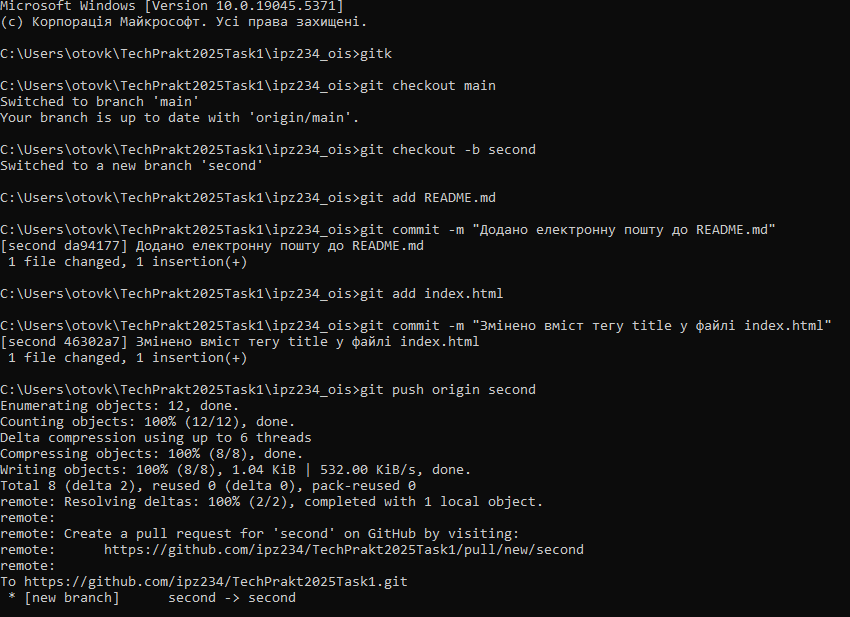 Microsoft Windows [Version 10.0.19045.5371]
(c) Корпорація Майкрософт. Усі права захищені.
C:\Users\otovk\TechPrakt2025Task1\ipz234_ois>gitk
C:\Users\otovk\TechPrakt2025Task1\ipz234_ois>git checkout main
Switched to branch 'main'
Your branch is up to date with 'origin/main'.
C:\Users\otovk\TechPrakt2025Task1\ipz234_ois>git checkout -b second
Switched to a new branch 'second'
C:\Users\otovk\TechPrakt2025Task1\ipz234_ois>git add README.md
C:\Users\otovk\TechPrakt2025Task1\ipz234_ois>git commit -m "Додано електронну пошту до README.md"
[second da94177] Додано електронну пошту до README.md
 1 file changed, 1 insertion(+)
C:\Users\otovk\TechPrakt2025Task1\ipz234_ois>git add index.html
C:\Users\otovk\TechPrakt2025Task1\ipz234_ois>git commit -m "Змінено вміст тегу title у файлі index.html"
[second 46302a7] Змінено вміст тегу title у файлі index.html
 1 file changed, 1 insertion(+)
C:\Users\otovk\TechPrakt2025Task1\ipz234_ois>git push origin second
Enumerating objects: 12, done.
Counting objects: 100% (12/12), done.
Delta compression using up to 6 threads
Compressing objects: 100% (8/8), done.
Writing objects: 100% (8/8), 1.04 KiB | 532.00 KiB/s, done.
Total 8 (delta 2), reused 0 (delta 0), pack-reused 0
remote: Resolving deltas: 100% (2/2), completed with 1 local object.
remote:
remote: Create a pull request for 'second' on GitHub by visiting:
remote:      https://github.com/ipz234/TechPrakt2025Task1/pull/new/second
remote:
To https://github.com/ipz234/TechPrakt2025Task1.git
 * [new branch]      second -> second